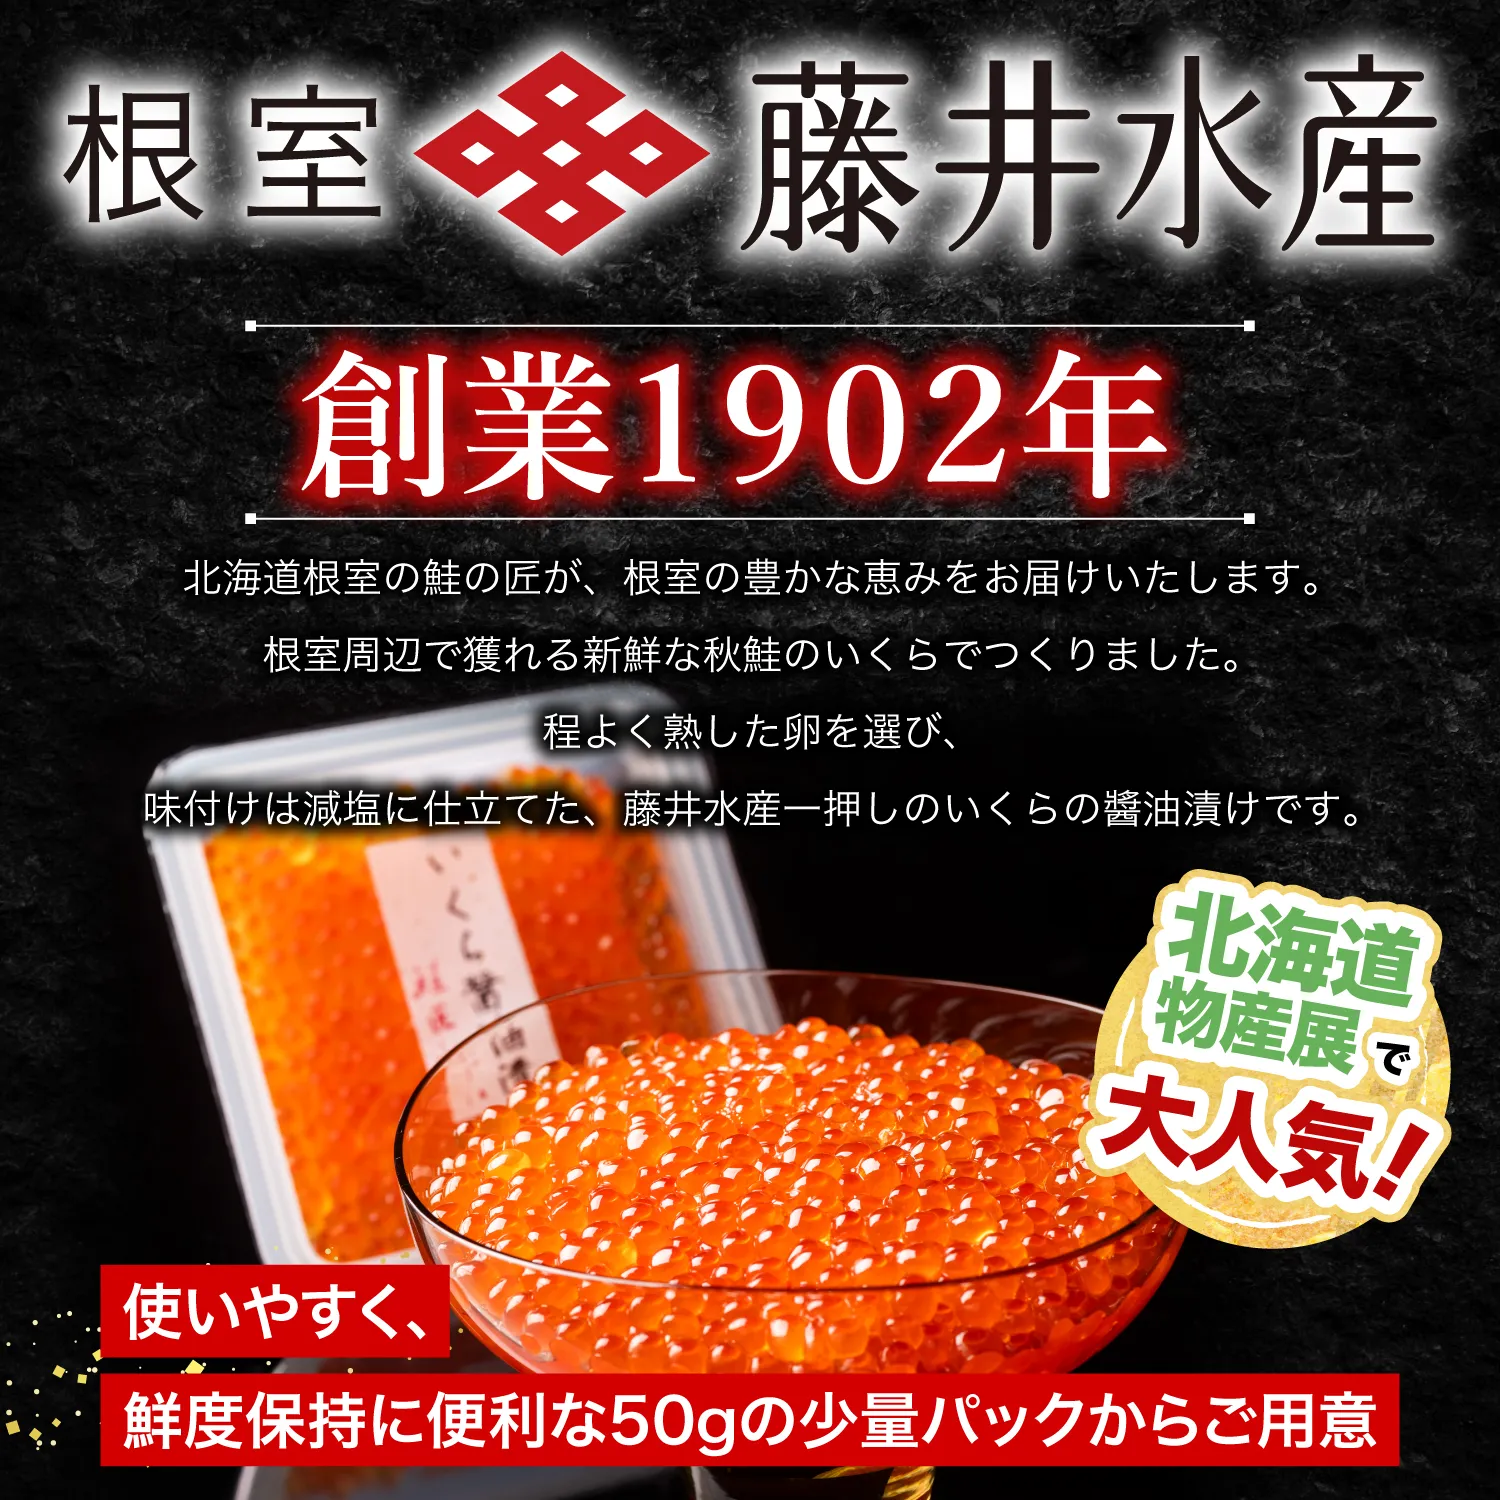 根室 藤井水産
創業1902年
北海道根室の鮭の匠が、根室の豊かな恵みをお届けいたします。
根室周辺で獲れる新鮮な秋鮭のいくらでつくりました。
程よく熟した卵を選び、
味付けは減塩に仕立てた、藤井水産一押しのいくらの醬油漬けです。
いくら醤油漬
北海道
物産展で
大人気!
使いやすく、
鮮度保持に便利な50gの少量パックからご用意